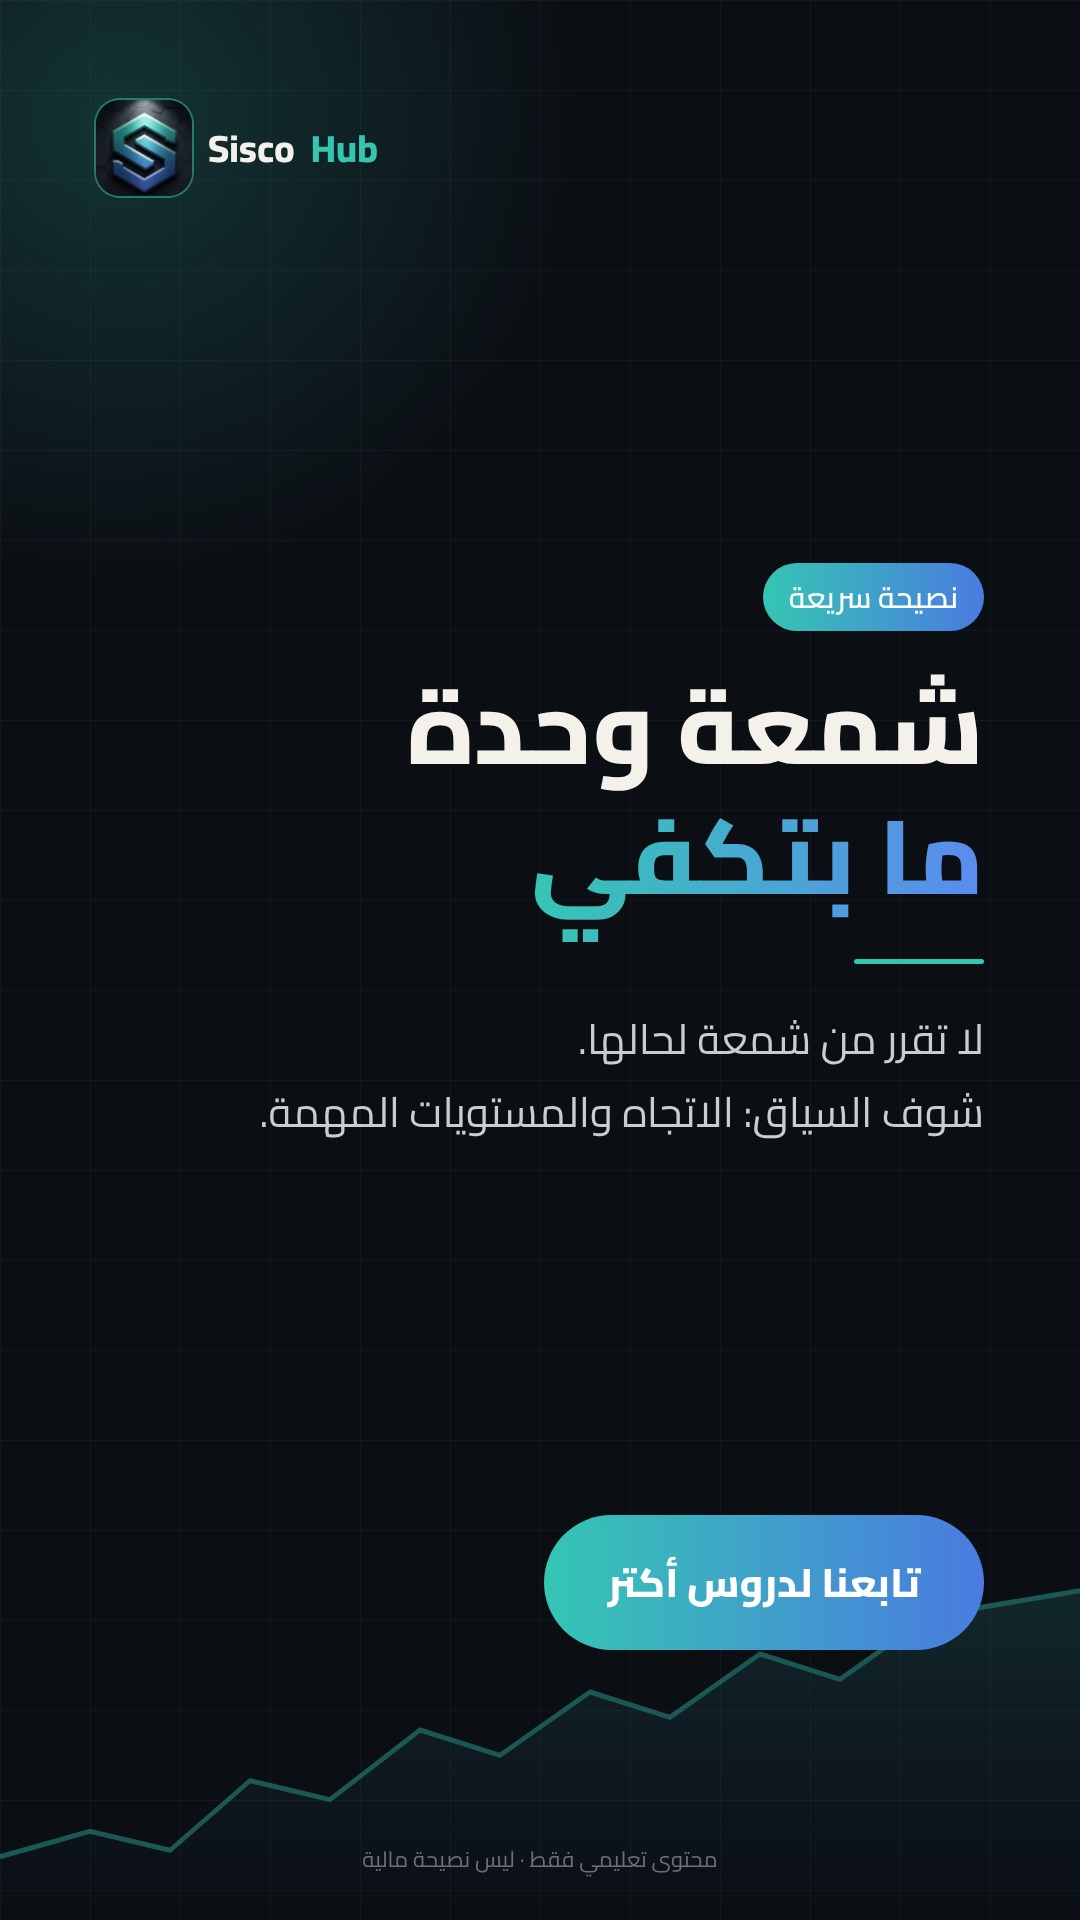 Sisco Hub
نصيحة سريعة
شمعة وحدة
ما بتكفي
لا تقرر من شمعة لحالها.
شوف السياق: الاتجاه والمستويات المهمة.
تابعنا لدروس أكتر
محتوى تعليمي فقط · ليس نصيحة مالية